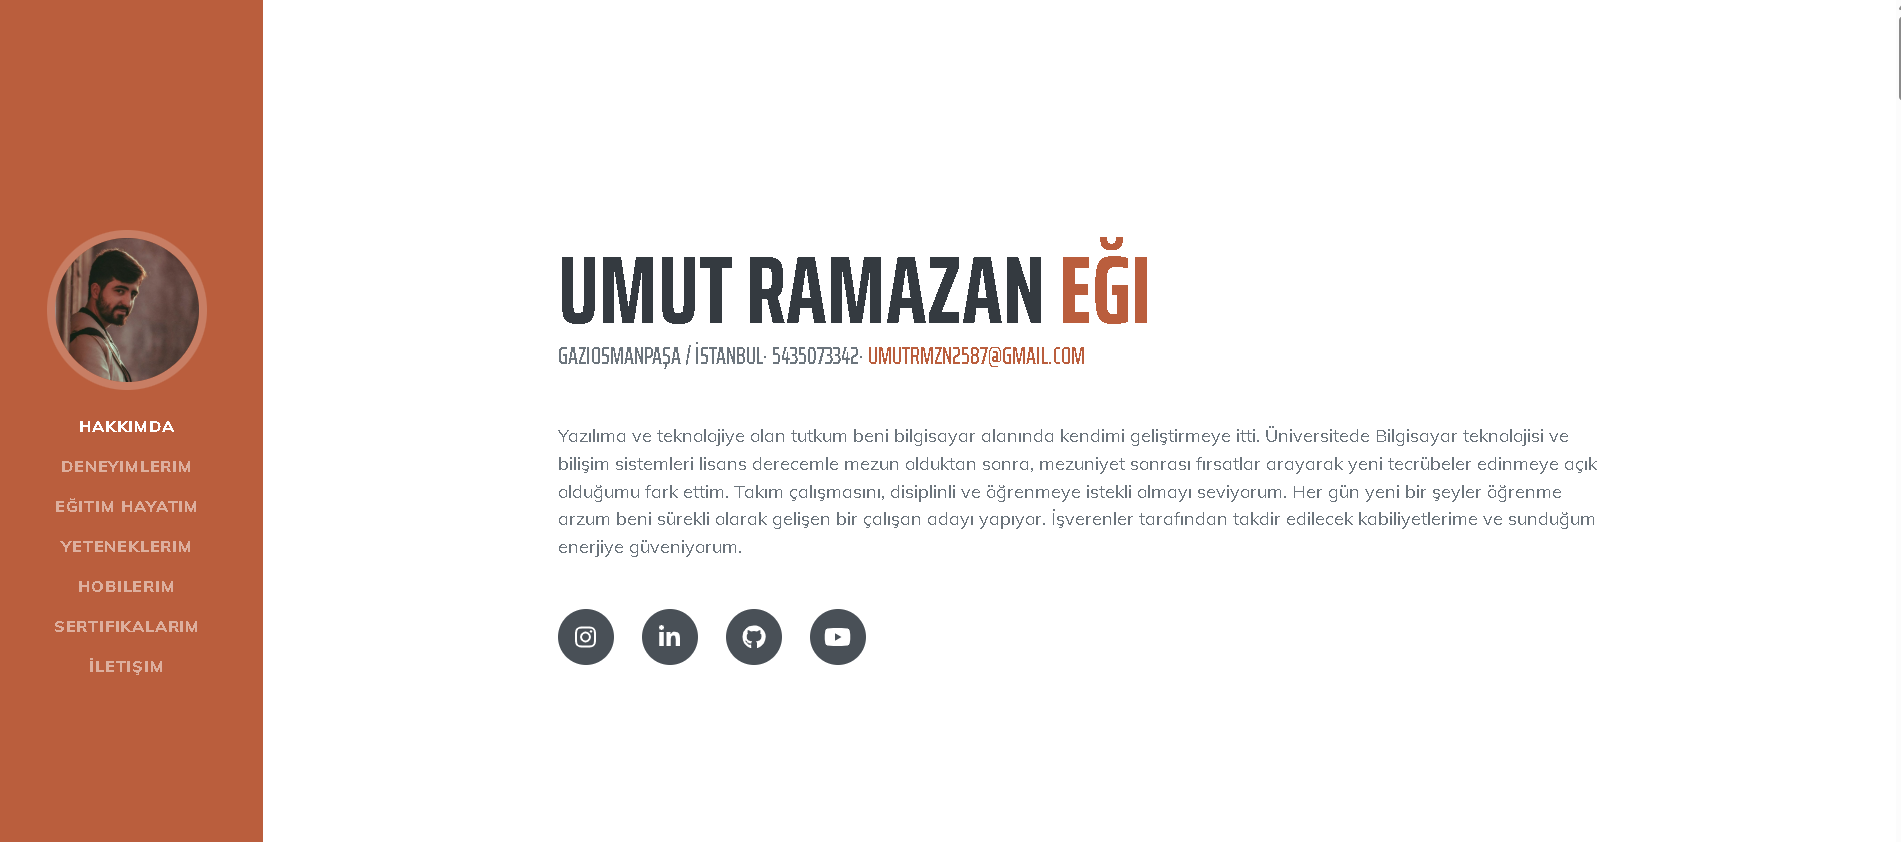 HAKKIMDA
DENEYIMLERIM
EĞITIM HAYATIM
YETENEKLERIM
HOBILERIM
SERTIFIKALARIM
İLETIŞIM
UMUT RAMAZAN EĞI
GAZIOSMANPAŞA / İSTANBUL· 5435073342· UMUTRMZN2587@GMAIL.COM
Yazılıma ve teknolojiye olan tutkum beni bilgisayar alanında kendimi geliştirmeye itti. Üniversitede Bilgisayar teknolojisi ve
bilişim sistemleri lisans derecemle mezun olduktan sonra, mezuniyet sonrası fırsatlar arayarak yeni tecrübeler edinmeye açık
olduğumu fark ettim. Takım çalışmasını, disiplinli ve öğrenmeye istekli olmayı seviyorum. Her gün yeni bir şeyler öğrenme
arzum beni sürekli olarak gelişen bir çalışan adayı yapıyor. İşverenler tarafından takdir edilecek kabiliyetlerime ve sunduğum
enerjiye güveniyorum.
in